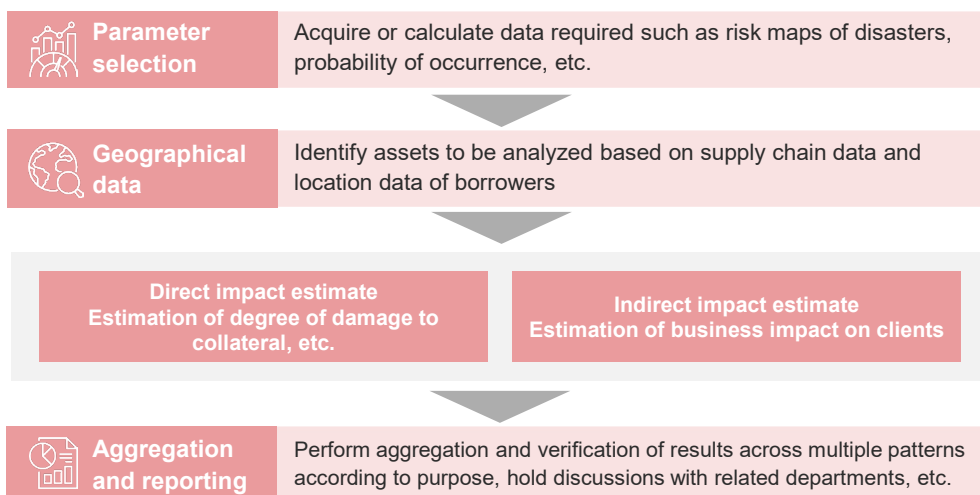 Parameter
selection
Acquire or calculate data required such as risk maps of disasters,
probability of occurrence, etc.
Geographical
data
Identify assets to be analyzed based on supply chain data and
location data of borrowers
Direct impact estimate
Estimation of degree of damage to
collateral, etc.
Indirect impact estimate
Estimation of business impact on clients
Aggregation
and reporting
Perform aggregation and verification of results across multiple patterns
according to purpose, hold discussions with related departments, etc.